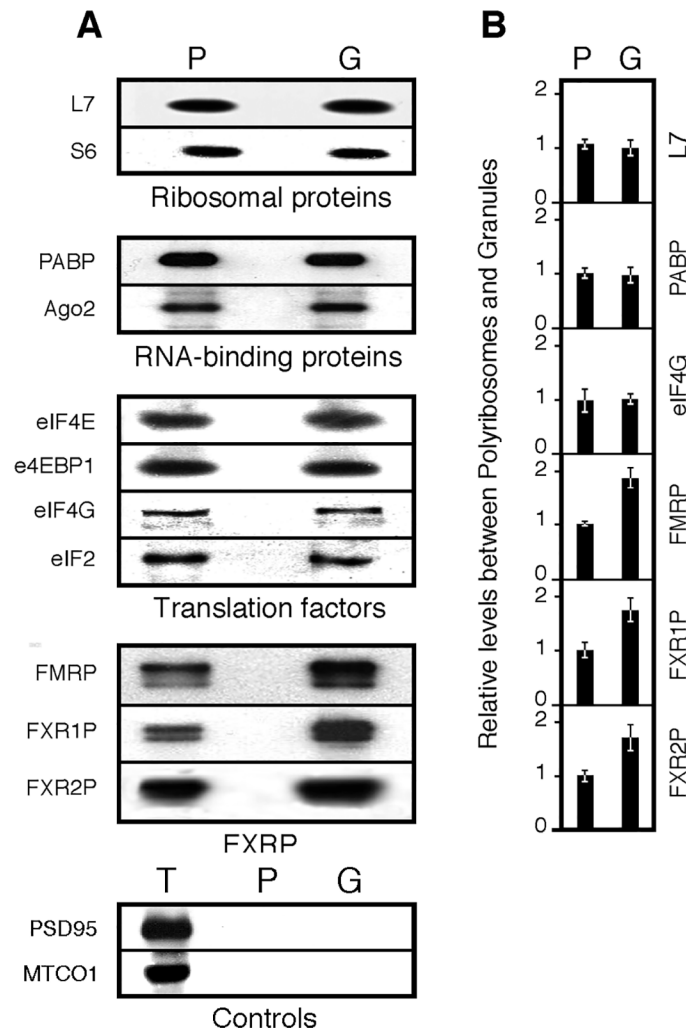 A
P G
L7
S6
Ribosomal proteins
PABP
Ago2
RNA-binding proteins
eIF4E
e4EBP1
eIF4G
eIF2
Translation factors
FMRP
FXR1P
FXR2P
FXRP
T P G
PSD95
MTCO1
Controls
B
P G
Relative levels between Polyribosomes and Granules
2
1
0
L7
2
1
0
PABP
2
1
0
eIF4G
2
1
0
FMRP
2
1
0
FXR1P
2
1
0
FXR2P